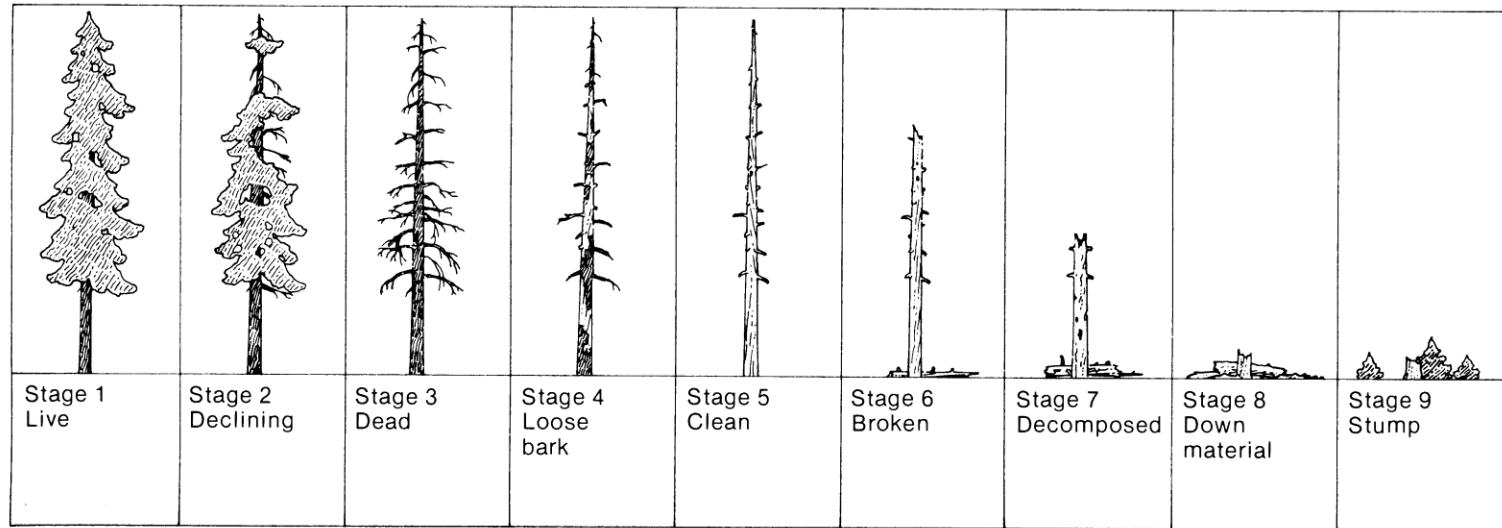 Stage 1
Live
Stage 2
Declining
Stage 3
Dead
Stage 4
Loose
bark
Stage 5
Clean
Stage 6
Broken
Stage 7
Decomposed
Stage 8
Down
material
Stage 9
Stump